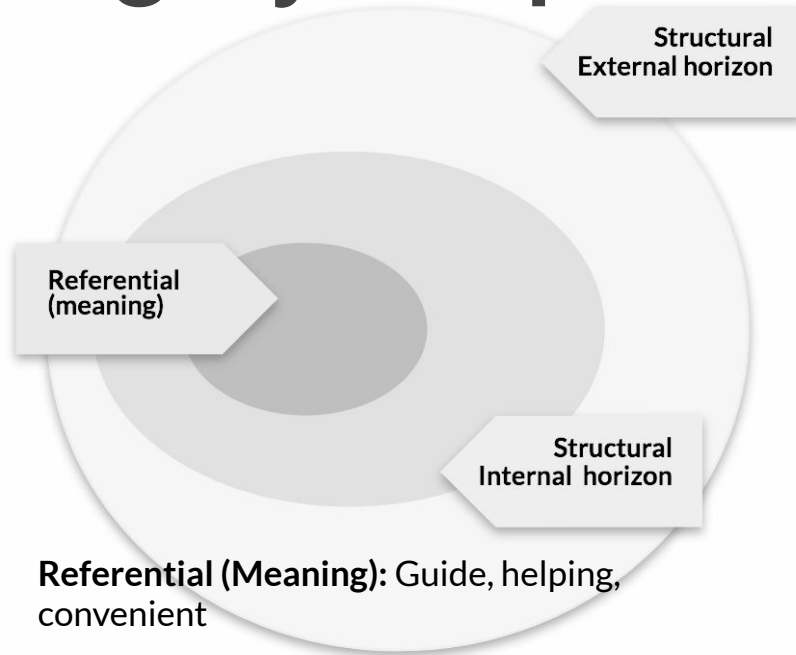 Structural
External horizon
Referential
(meaning)
Structural
Internal horizon
Referential (Meaning): Guide, helping,
convenient